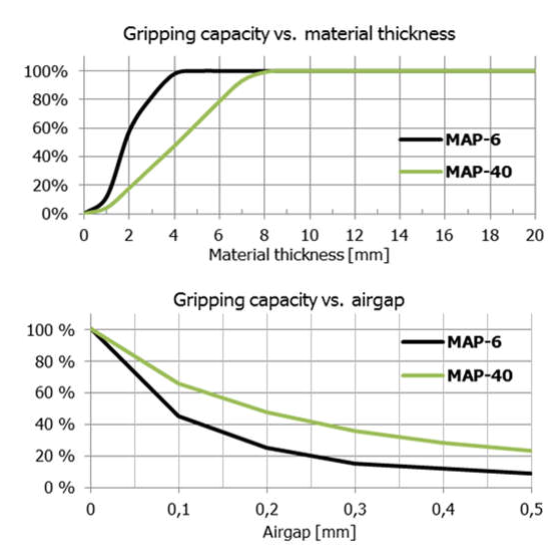 Gripping capacity vs. material thickness
100%
80%
60%
40%
20%
0%
MAP-6
MAP-40
0 2 4 6 8 10 12 14 16 18 20
Material thickness [mm]
Gripping capacity vs. airgap
100 %
80 %
60 %
40 %
20 %
0 %
MAP-6
MAP-40
0 0,1 0,2 0,3 0,4 0,5
Airgap [mm]